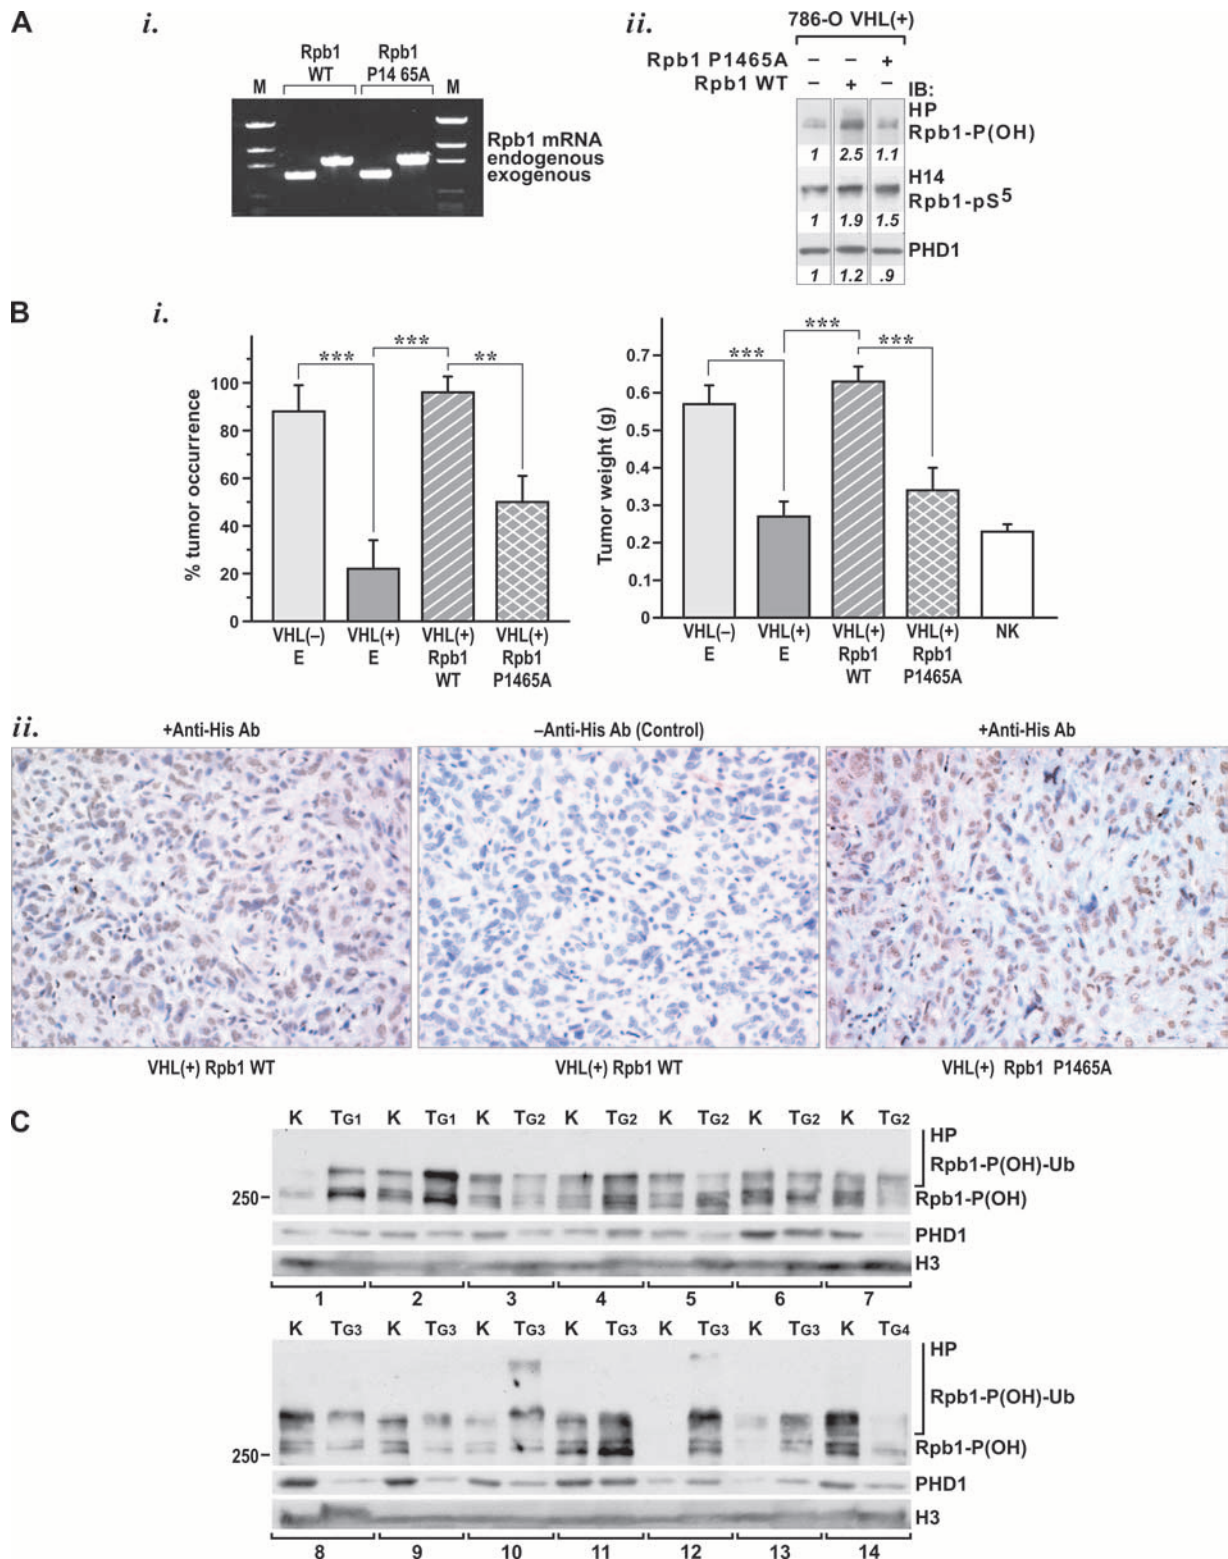 A
i.
Rpb1 WT
Rpb1 P14 65A
M
M
Rpb1 mRNA
endogenous
exogenous
ii.
786-O VHL(+)
Rpb1 P1465A – – +
Rpb1 WT – + –
IB:
HP
Rpb1-P(OH)
1 2.5 1.1
H14
Rpb1-pS5
1 1.9 1.5
PHD1
1 1.2 .9
B
i.
% tumor occurrence
100
80
60
40
20
0
*** *** **
VHL(–) E
VHL(+) E
VHL(+) Rpb1 WT
VHL(+) Rpb1 P1465A
Tumor weight (g)
0.7
0.6
0.5
0.4
0.3
0.2
0.1
0
*** *** ***
VHL(–) E
VHL(+) E
VHL(+) Rpb1 WT
VHL(+) Rpb1 P1465A
NK
ii.
+Anti-His Ab
–Anti-His Ab (Control)
+Anti-His Ab
VHL(+) Rpb1 WT
VHL(+) Rpb1 WT
VHL(+) Rpb1 P1465A
C
K TG1 K TG1 K TG2 K TG2 K TG2 K TG2 K TG2
HP
Rpb1-P(OH)-Ub
250
Rpb1-P(OH)
PHD1
H3
1 2 3 4 5 6 7
K TG3 K TG3 K TG3 K TG3 K TG3 K TG3 K TG4
HP
Rpb1-P(OH)-Ub
250
Rpb1-P(OH)
PHD1
H3
8 9 10 11 12 13 14